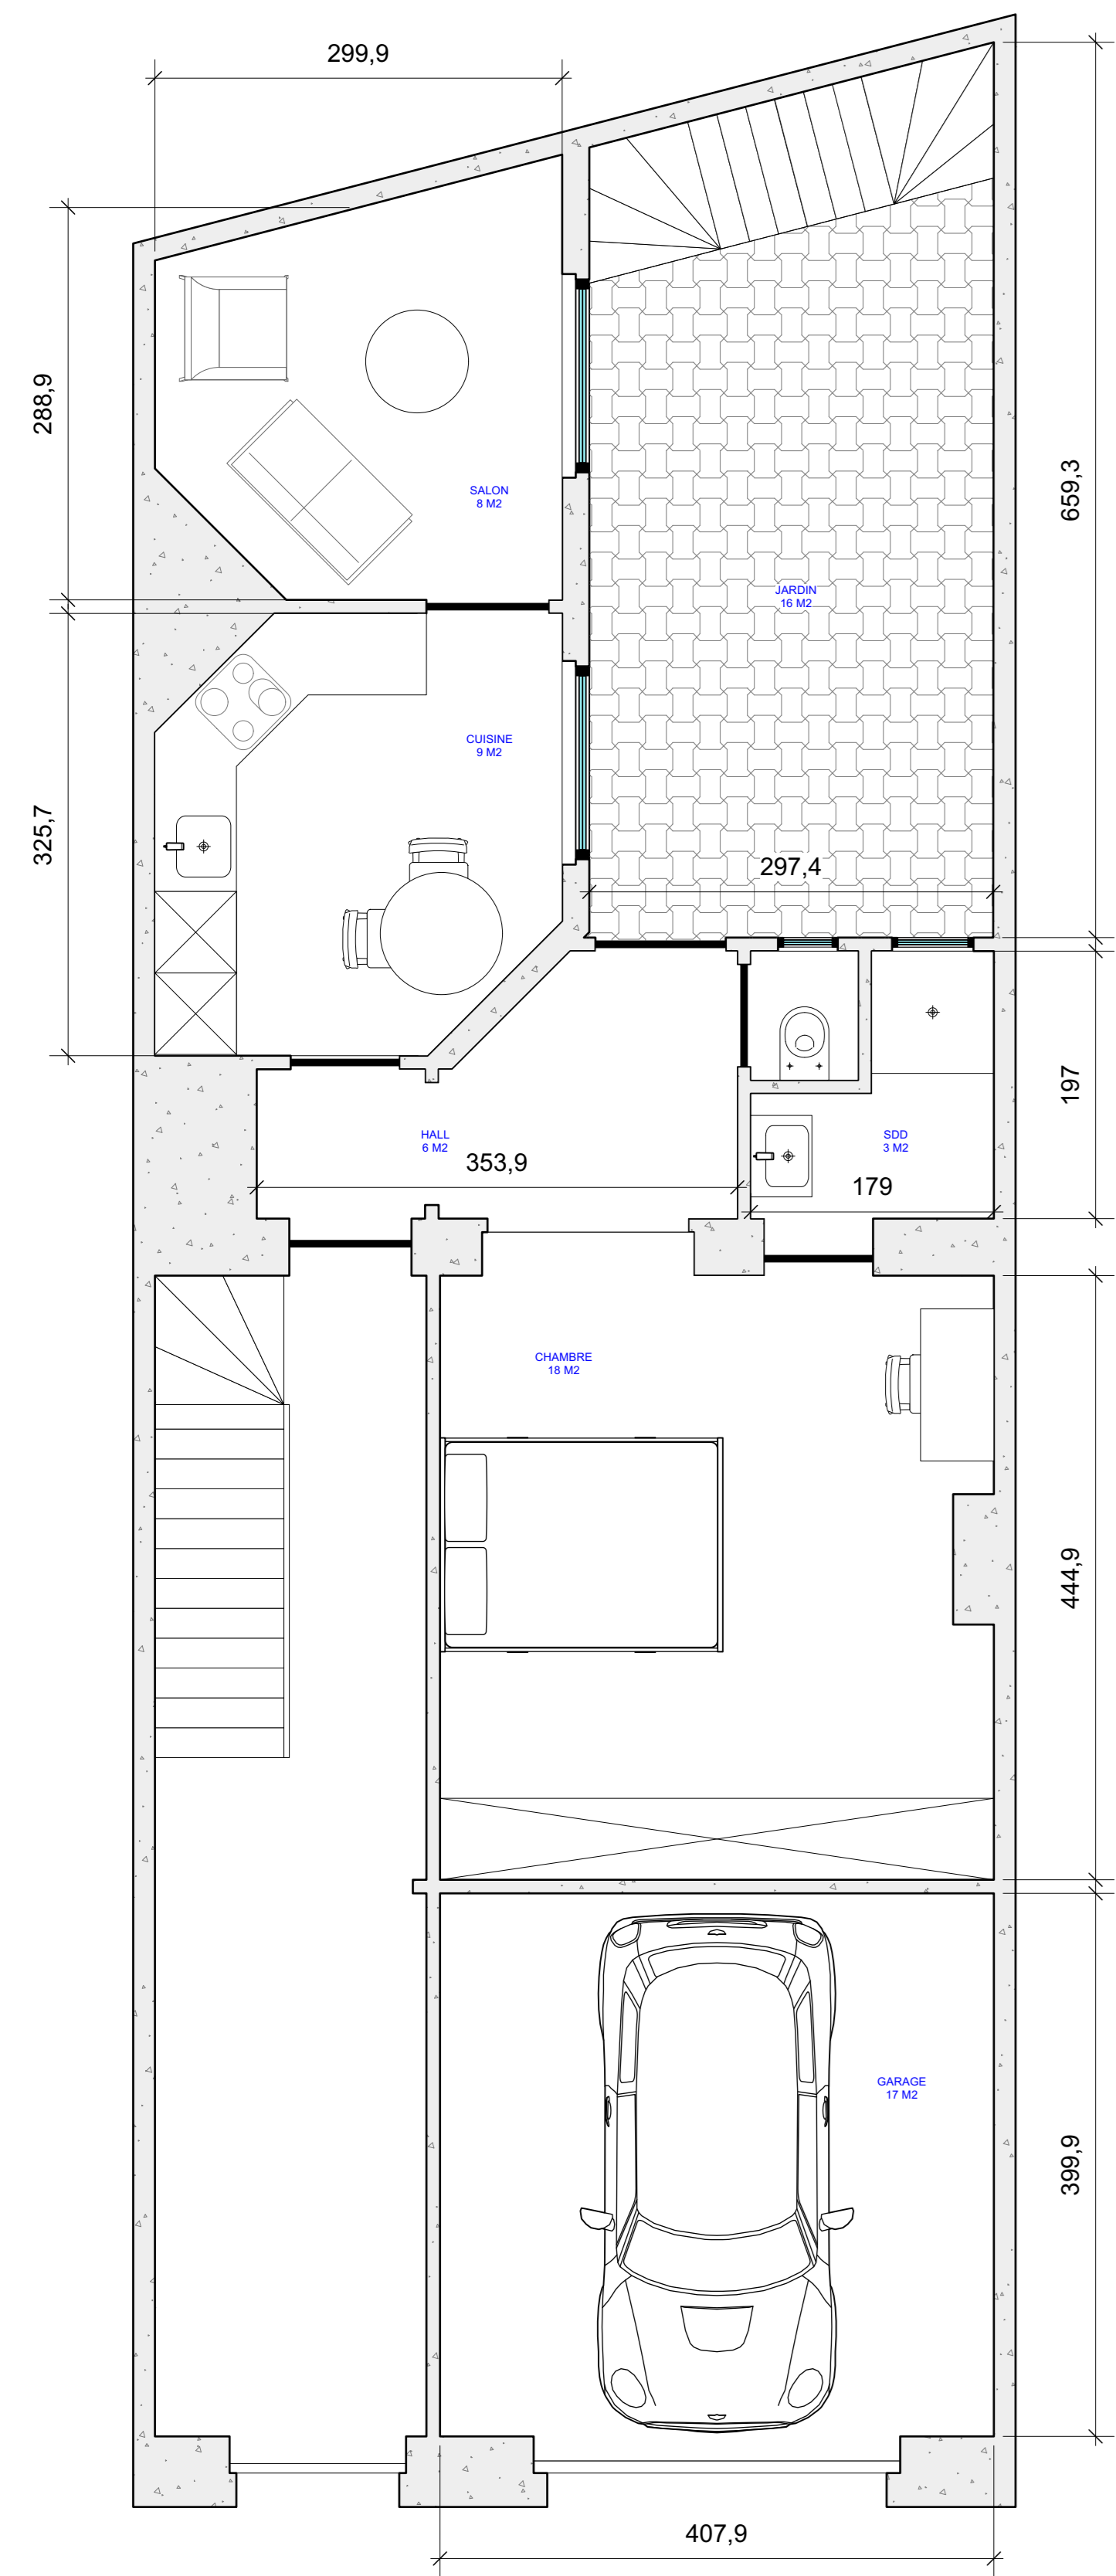 299,9
288,9
SALON
8 M2
659,3
JARDIN
16 M2
CUISINE
9 M2
325,7
297,4
197
HALL
6 M2
353,9
SDD
3 M2
179
CHAMBRE
18 M2
444,9
GARAGE
17 M2
399,9
407,9